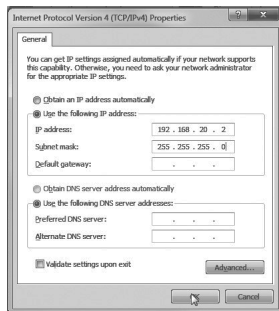 Internet Protocol Version 4 (TCP/IPv4) Properties
General
You can get IP settings assigned automatically if your network supports
this capability. Otherwise, you need to ask your network administrator
for the appropriate IP settings.
Obtain an IP address automatically
Use the following IP address:
IP address: 192 . 168 . 20 . 2
Subnet mask: 255 . 255 . 255 . 0
Default gateway: . . .
Obtain DNS server address automatically
Use the following DNS server addresses:
Preferred DNS server: . . .
Alternate DNS server: . . .
Validate settings upon exit
Advanced...
Cancel